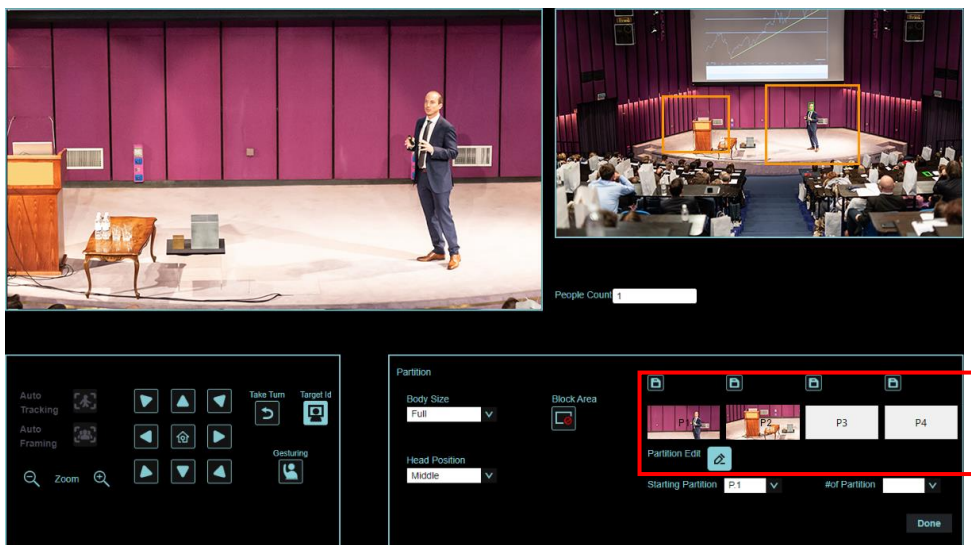 People Count 1
Auto Tracking
Auto Framing
Zoom
Take Turn
Target Id
Gesturing
Partition
Body Size
Full
Block Area
Head Position
Middle
P1
P2
P3
P4
Partition Edit
Starting Partition P.1
#of Partition
Done